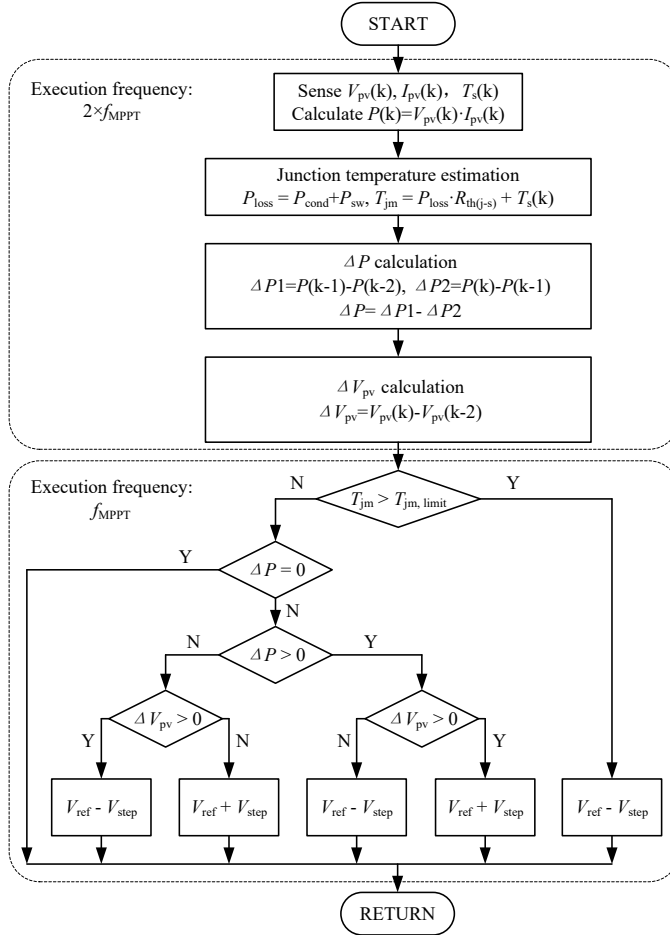 START
Execution frequency:
2×fMPPT
Sense Vpv(k), Ipv(k)， Ts(k)
Calculate P(k)=Vpv(k)·Ipv(k)
Junction temperature estimation
Ploss = Pcond+Psw, Tjm = Ploss·Rth(j-s) + Ts(k)
ΔP calculation
ΔP1=P(k-1)-P(k-2), ΔP2=P(k)-P(k-1)
ΔP= ΔP1- ΔP2
ΔVpv calculation
ΔVpv=Vpv(k)-Vpv(k-2)
Execution frequency:
fMPPT
N
Tjm > Tjm, limit
Y
Y
ΔP = 0
N
N
ΔP > 0
Y
ΔVpv > 0
ΔVpv > 0
Y
N
N
Y
Vref - Vstep
Vref + Vstep
Vref - Vstep
Vref + Vstep
Vref - Vstep
RETURN